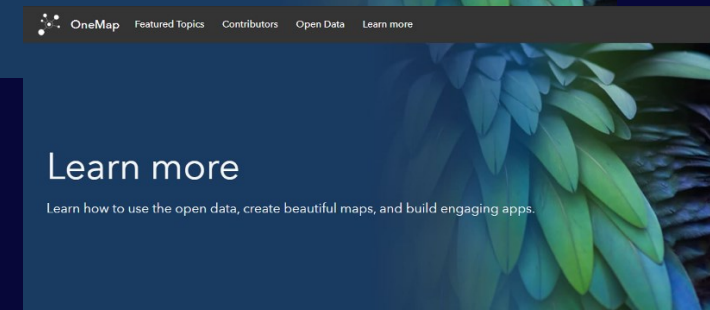 OneMap Featured Topics Contributors Open Data Learn more
Learn more
Learn how to use the open data, create beautiful maps, and build engaging apps.